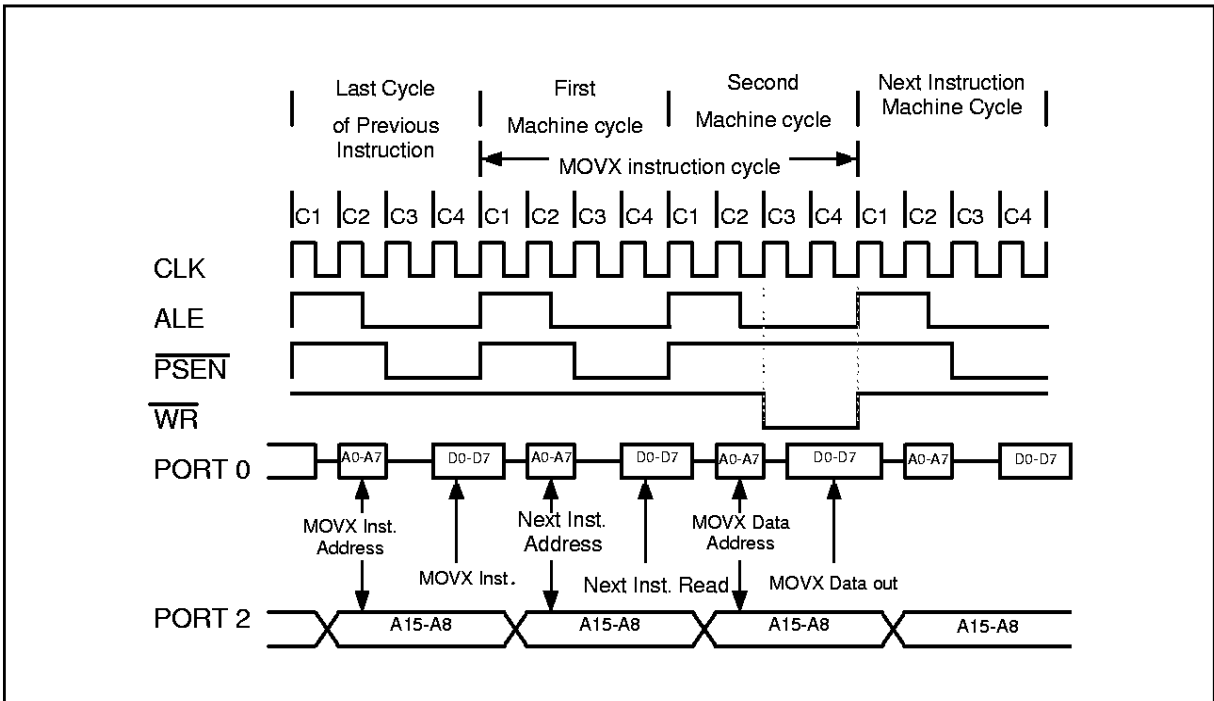 Last Cycle
of Previous
Instruction
First
Machine cycle
Second
Machine cycle
Next Instruction
Machine Cycle
MOVX instruction cycle
C1 C2 C3 C4 C1 C2 C3 C4 C1 C2 C3 C4 C1 C2 C3 C4
CLK
ALE
PSEN
WR
PORT 0
A0-A7 D0-D7 A0-A7 D0-D7 A0-A7 D0-D7 A0-A7 D0-D7
MOVX Inst.
Address
MOVX Inst.
Next Inst.
Address
Next Inst. Read
MOVX Data
Address
MOVX Data out
PORT 2
A15-A8 A15-A8 A15-A8 A15-A8